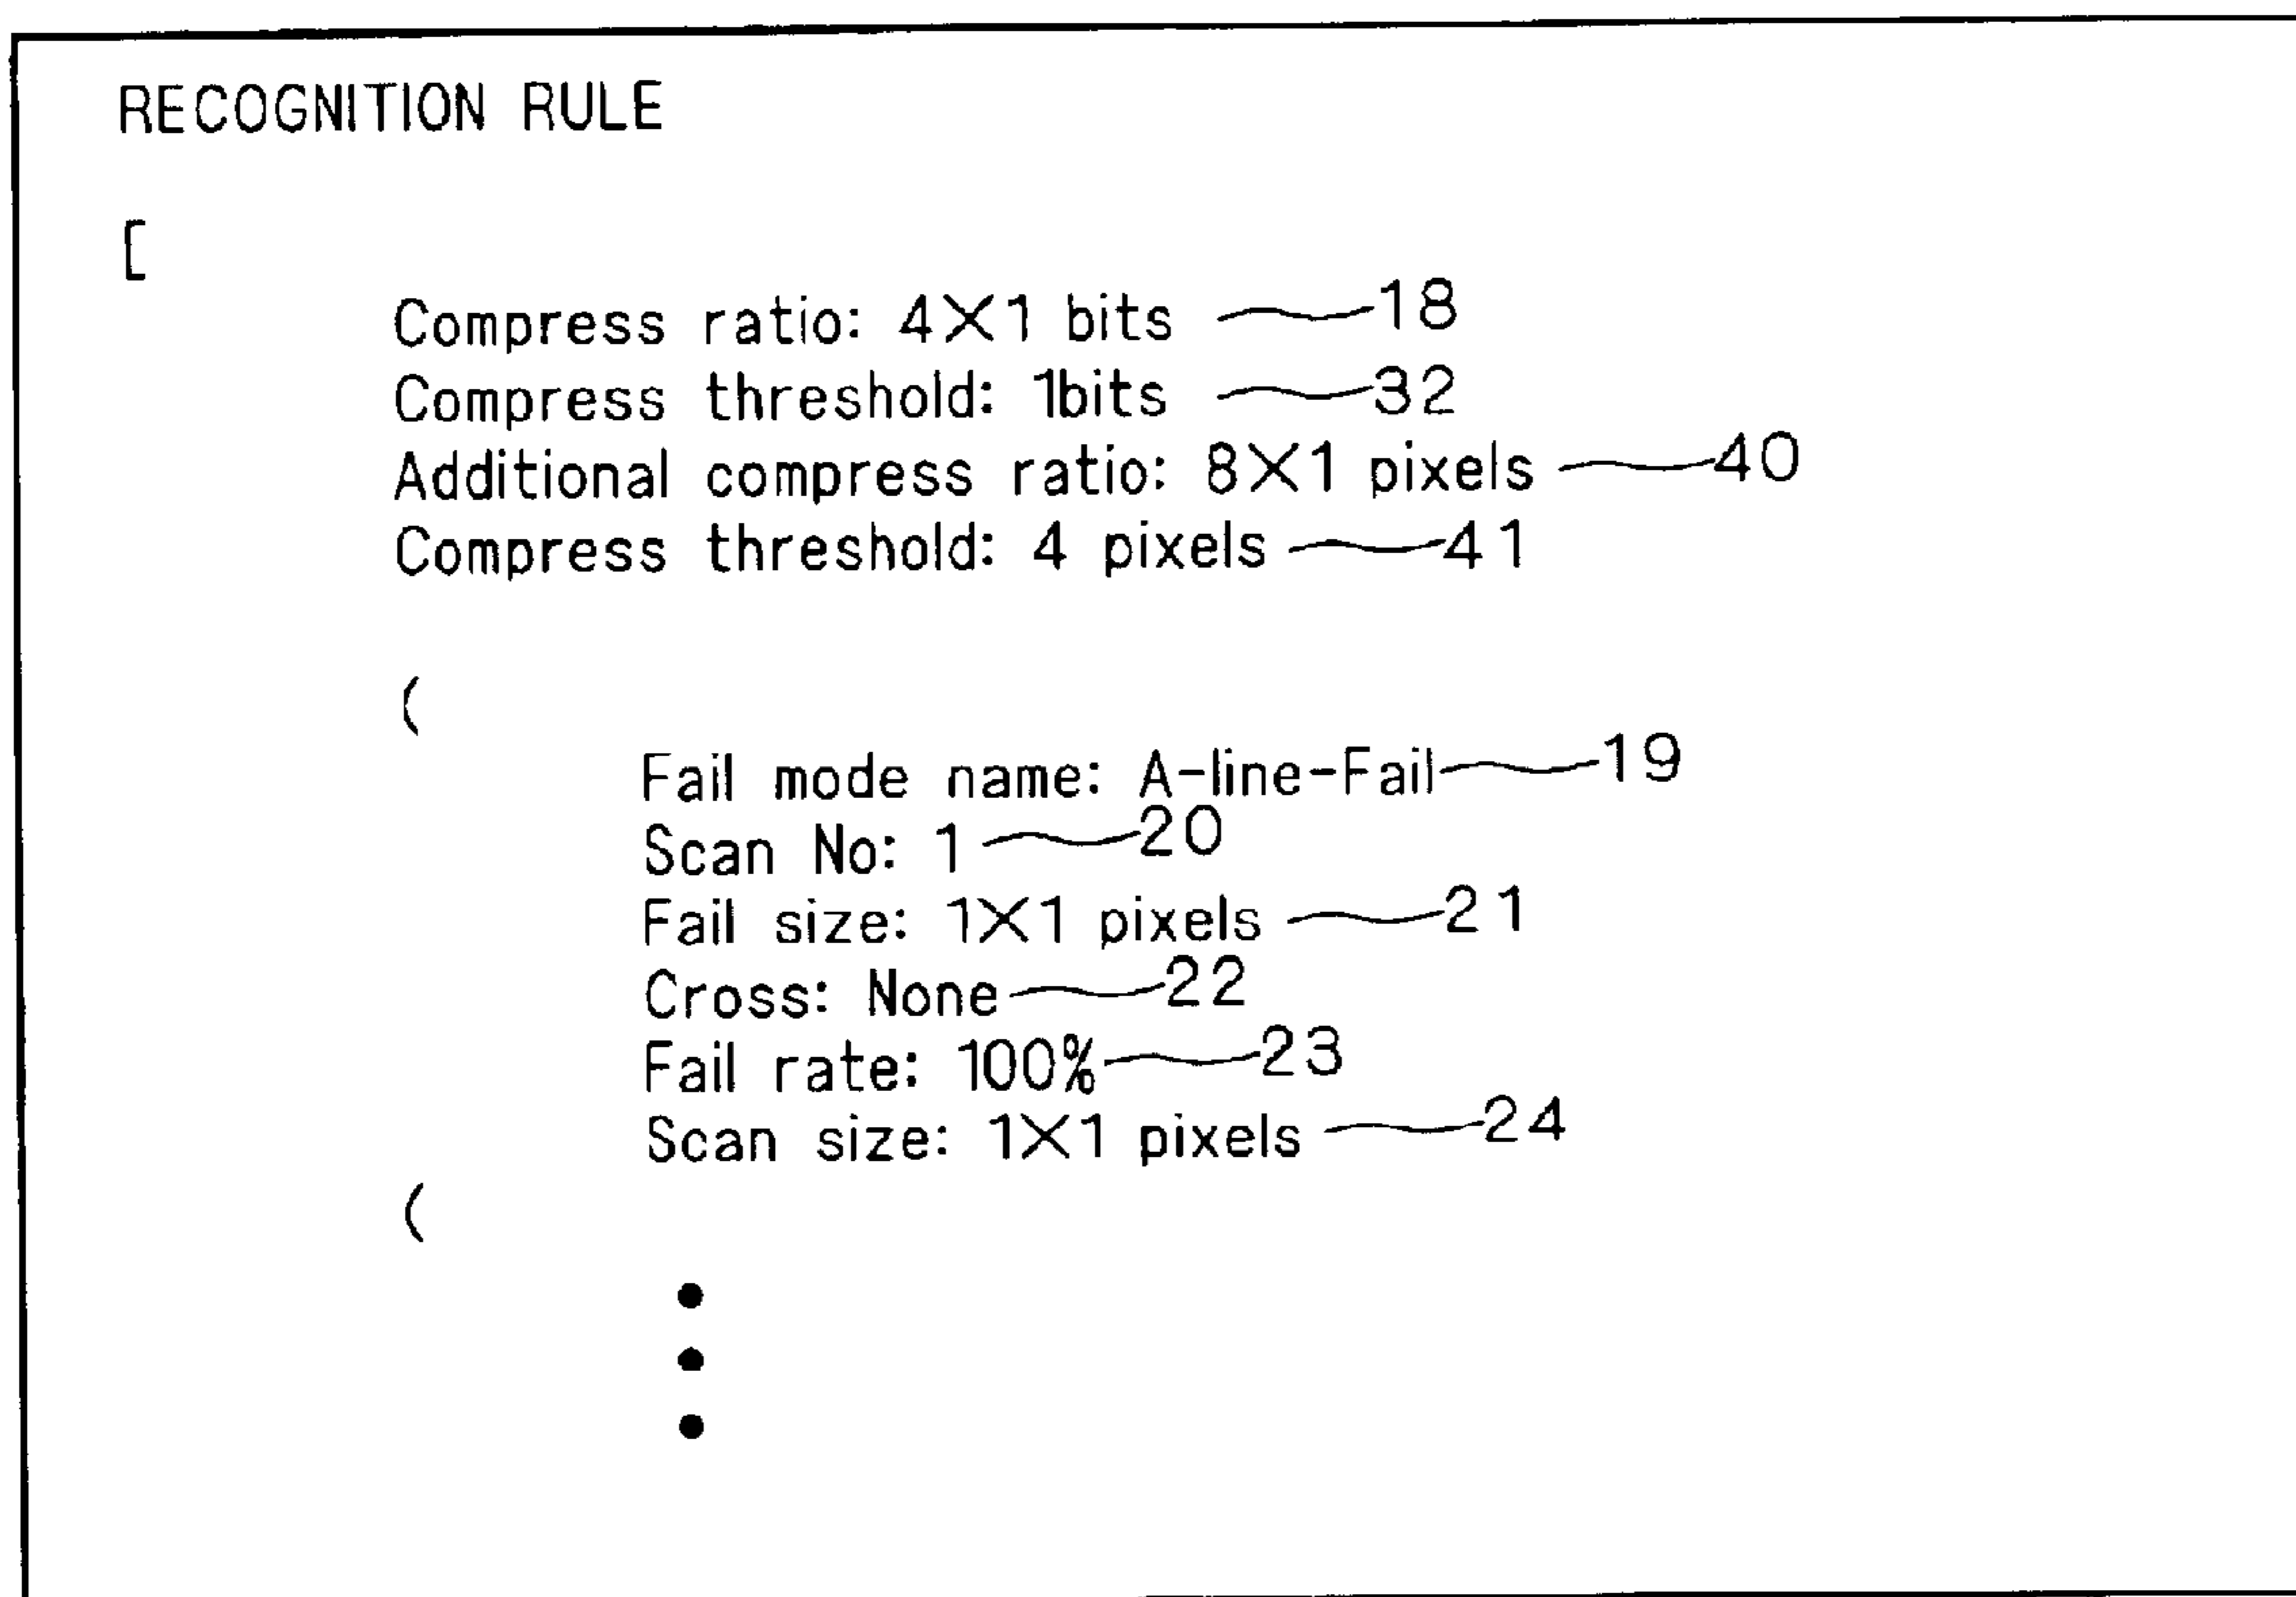 RECOGNITION RULE
[
Compress ratio: 4×1 bits 18
Compress threshold: 1bits 32
Additional compress ratio: 8×1 pixels 40
Compress threshold: 4 pixels 41
(
Fail mode name: A-line-Fail 19
Scan No: 1 20
Fail size: 1×1 pixels 21
Cross: None 22
Fail rate: 100% 23
Scan size: 1×1 pixels 24
(